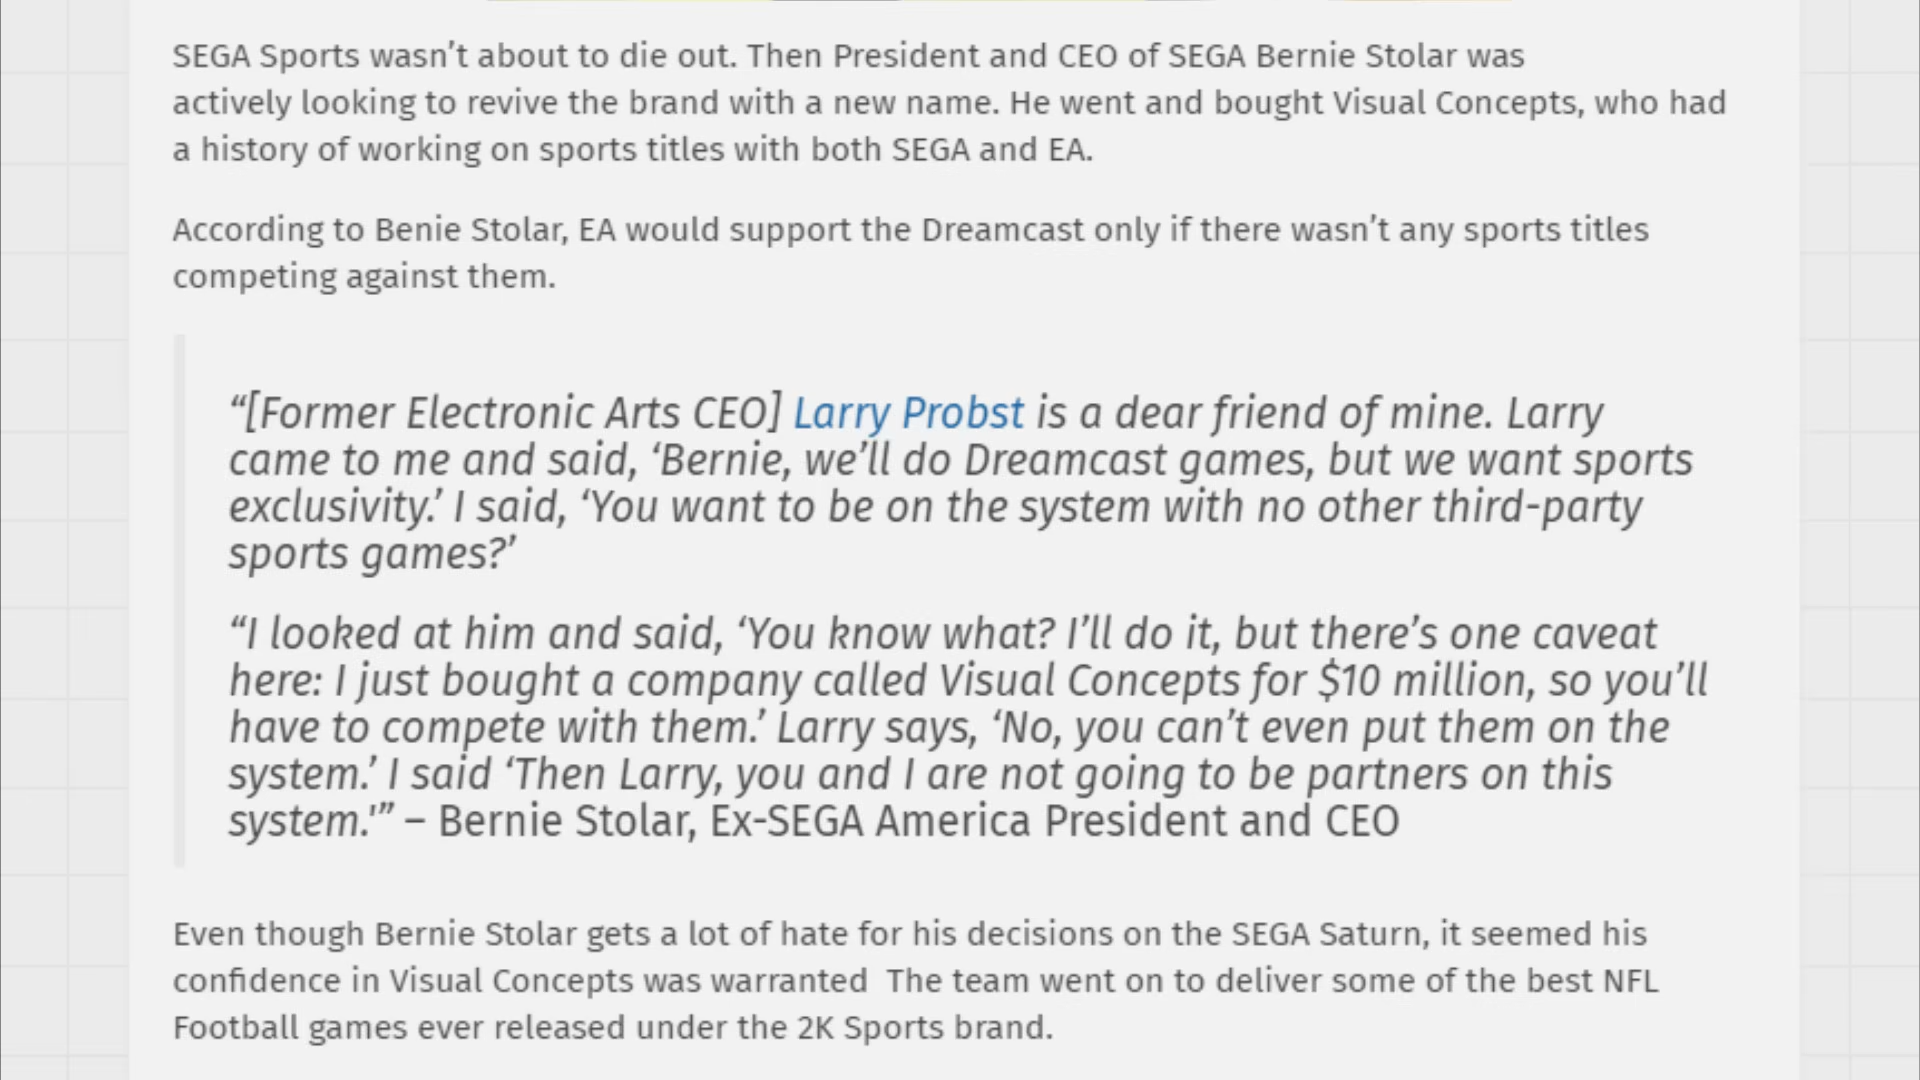 SEGA Sports wasn’t about to die out. Then President and CEO of SEGA Bernie Stolar was
actively looking to revive the brand with a new name. He went and bought Visual Concepts, who had
a history of working on sports titles with both SEGA and EA.
According to Benie Stolar, EA would support the Dreamcast only if there wasn’t any sports titles
competing against them.
“[Former Electronic Arts CEO] Larry Probst is a dear friend of mine. Larry
came to me and said, ‘Bernie, we’ll do Dreamcast games, but we want sports
exclusivity.’ I said, ‘You want to be on the system with no other third-party
sports games?’
“I looked at him and said, ‘You know what? I’ll do it, but there’s one caveat
here: I just bought a company called Visual Concepts for $10 million, so you’ll
have to compete with them.’ Larry says, ‘No, you can’t even put them on the
system.’ I said ‘Then Larry, you and I are not going to be partners on this
system.'” – Bernie Stolar, Ex-SEGA America President and CEO
Even though Bernie Stolar gets a lot of hate for his decisions on the SEGA Saturn, it seemed his
confidence in Visual Concepts was warranted  The team went on to deliver some of the best NFL
Football games ever released under the 2K Sports brand.